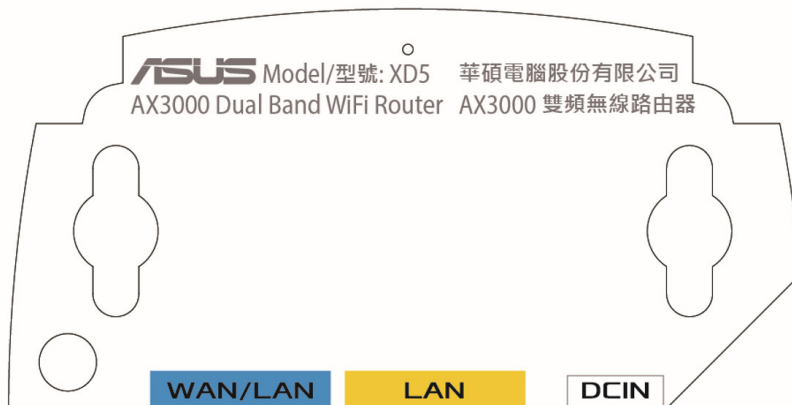 ASUS Model/型號: XD5 華碩電腦股份有限公司
AX3000 Dual Band WiFi Router AX3000 雙頻無線路由器
WAN/LAN LAN DCIN